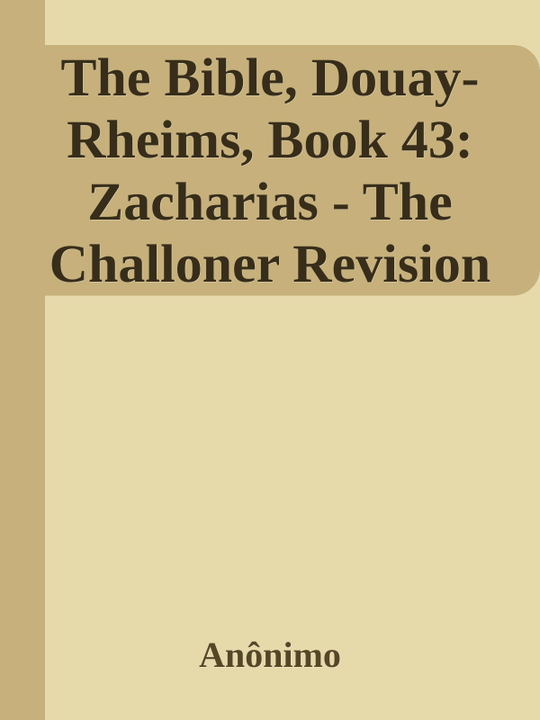 The Bible, Douay-
Rheims, Book 43:
Zacharias - The
Challoner Revision
Anônimo